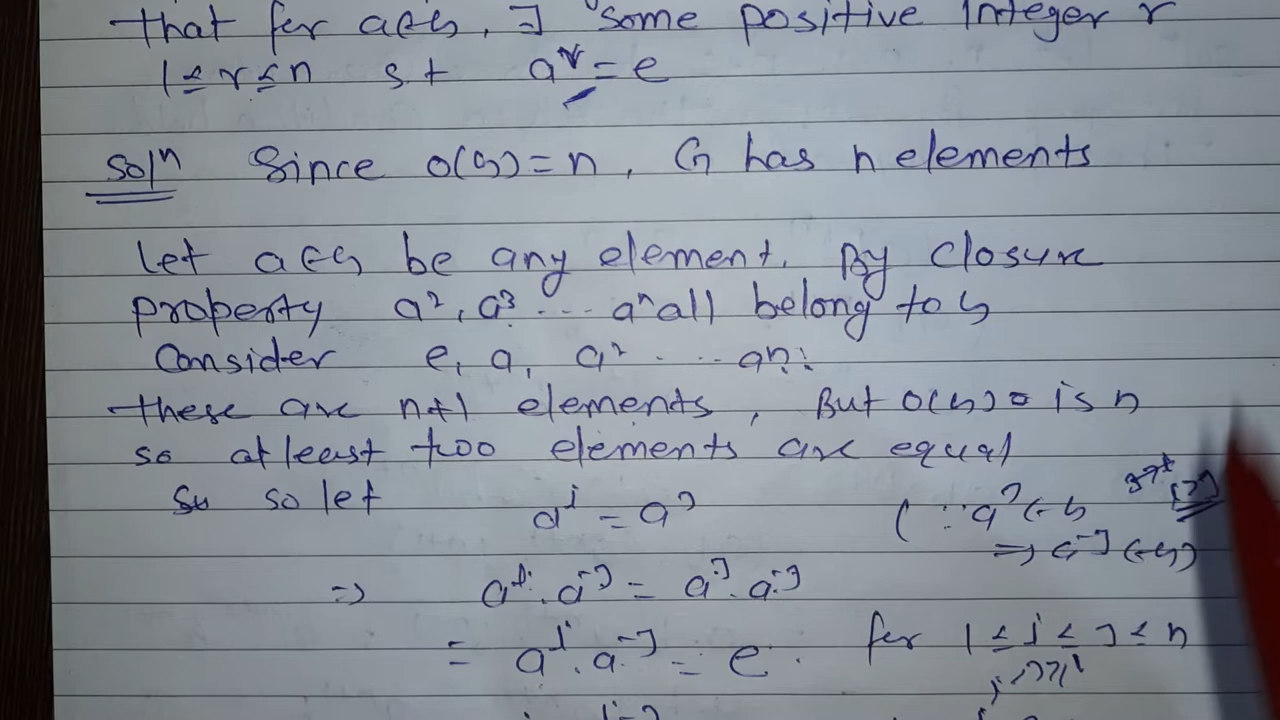 that for a∈G, ∃ some positive Integer r
1≤r≤n st a^r = e
Sol^n Since o(G)=n, G has n elements
Let a∈G be any element. By closure
property a², a³ ... a^n all belong to G
Consider e, a, a² ... a^n.
these are n+1 elements, But o(G) = is n
so atleast two elements are equal
so let a^i = a^j (∵ a^j ∈ G
⇒ a^-j ∈ G)
⇒ a^i . a^-j = a^j . a^-j
= a^i . a^-j = e . for 1 ≤ i ≤ j ≤ n